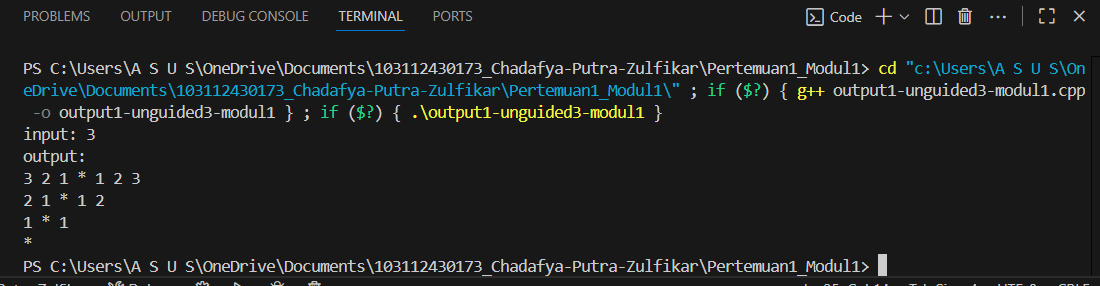 PROBLEMS OUTPUT DEBUG CONSOLE TERMINAL PORTS Code
PS C:\Users\A S U S\OneDrive\Documents\103112430173_Chadafya-Putra-Zulfikar\Pertemuan1_Modul1> cd "c:\Users\A S U S\On
eDrive\Documents\103112430173_Chadafya-Putra-Zulfikar\Pertemuan1_Modul1\" ; if ($?) { g++ output1-unguided3-modul1.cpp
-o output1-unguided3-modul1 } ; if ($?) { .\output1-unguided3-modul1 }
input: 3
output:
3 2 1 * 1 2 3
2 1 * 1 2
1 * 1
*
PS C:\Users\A S U S\OneDrive\Documents\103112430173_Chadafya-Putra-Zulfikar\Pertemuan1_Modul1>